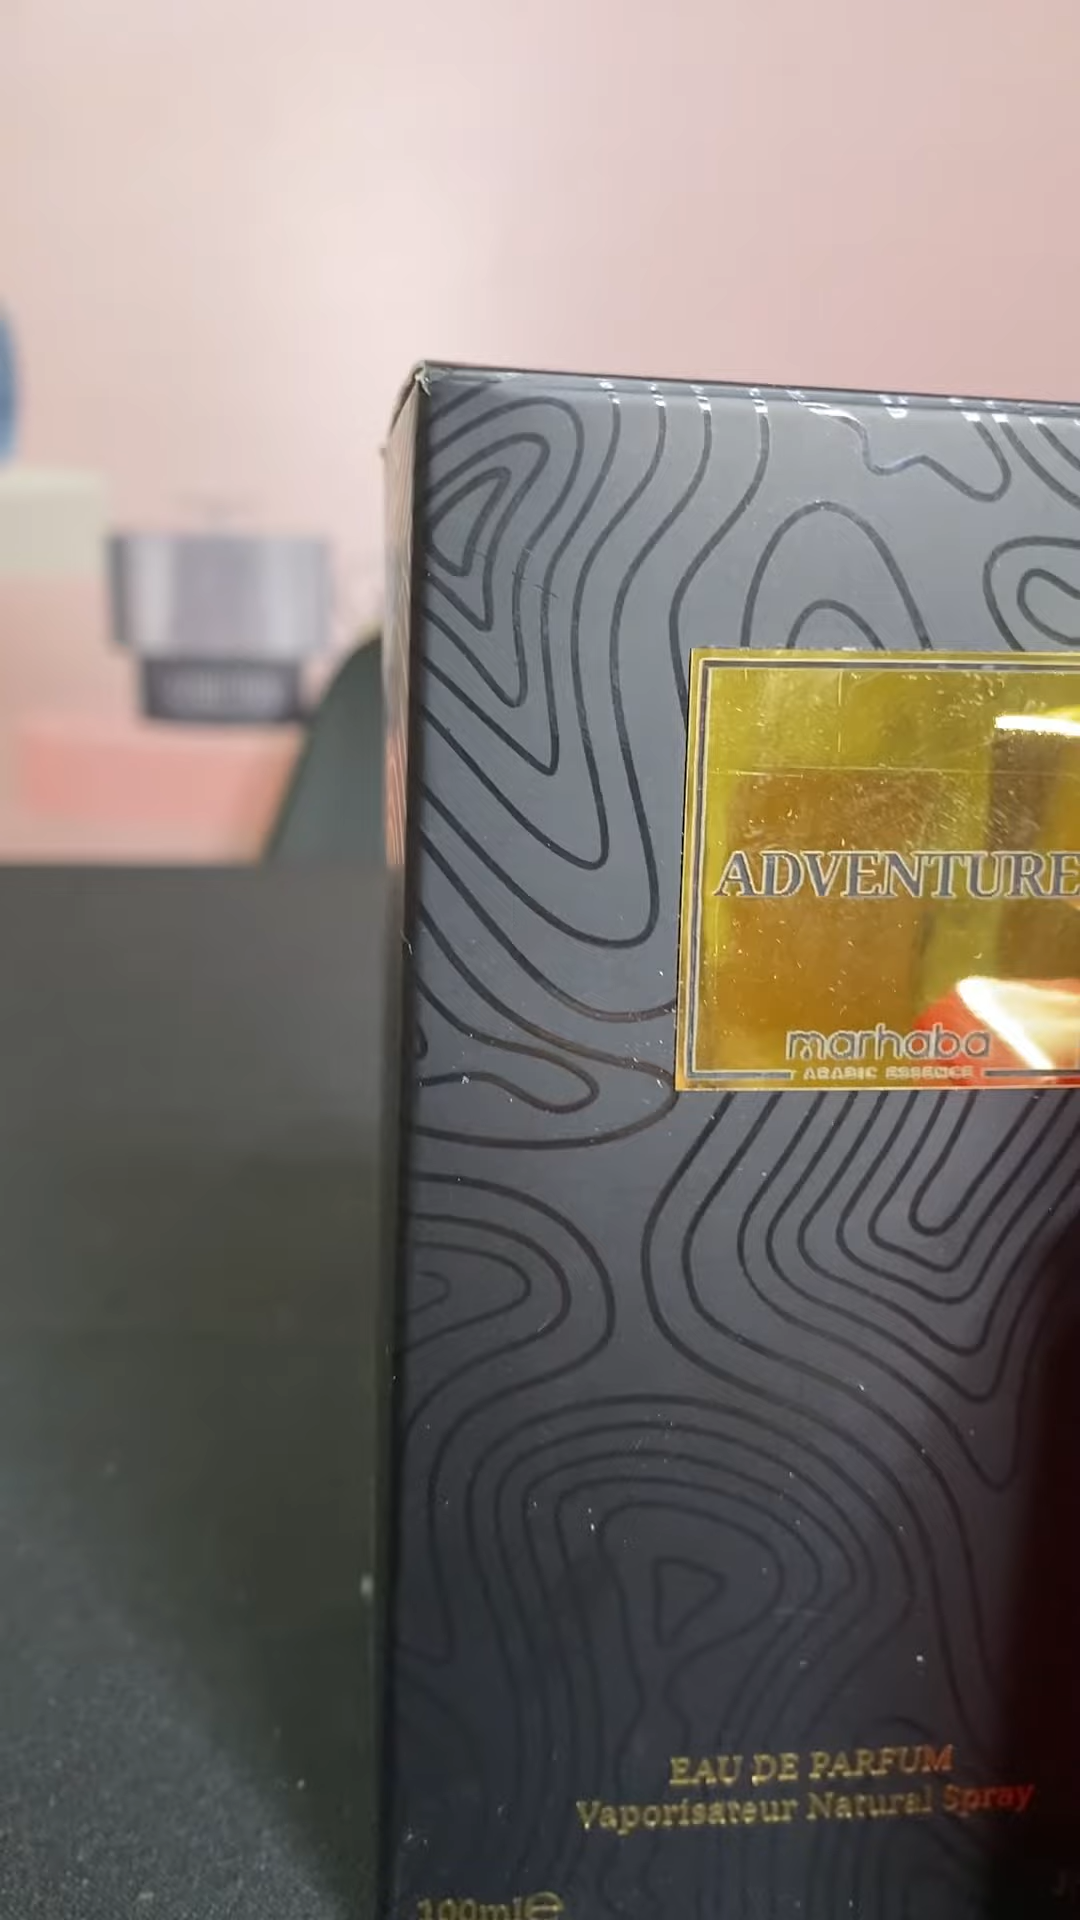 ADVENTURE
marhaba
ARABIC ESSENCE
EAU DE PARFUM
Vaporisateur Natural Spray
100ml℮